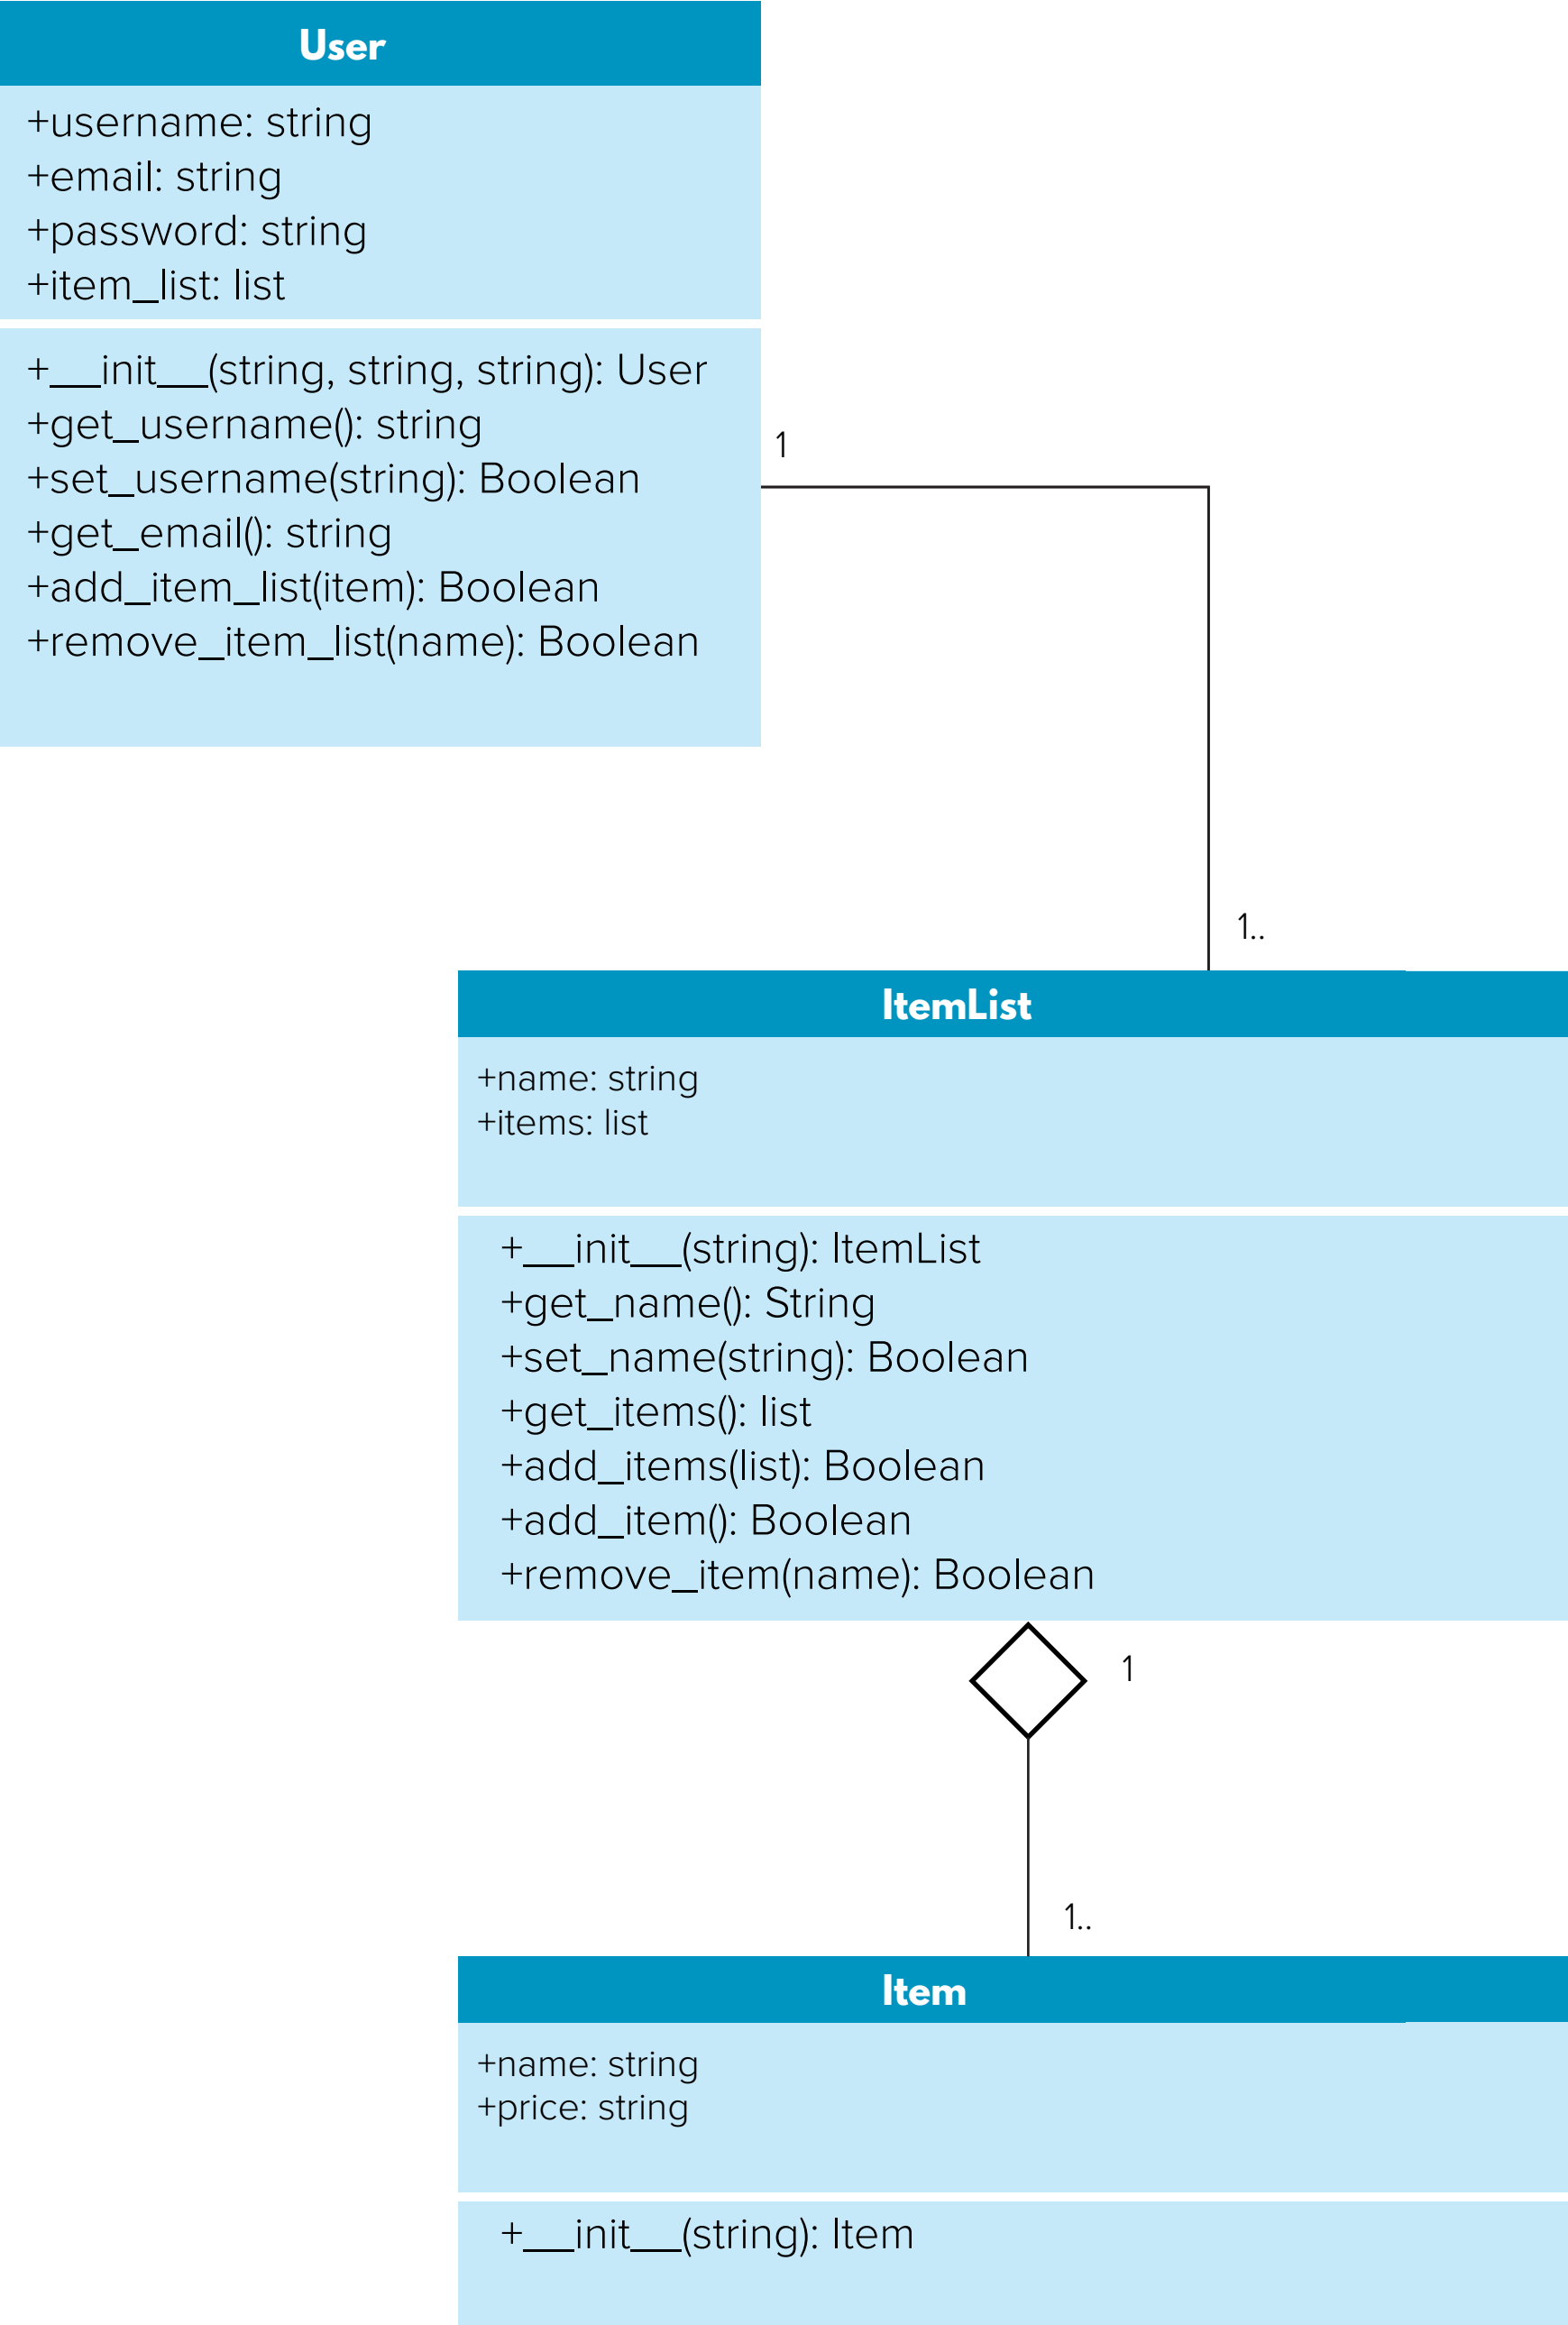 User
+username: string
+email: string
+password: string
+item_list: list
+__init__(string, string, string): User
+get_username(): string
+set_username(string): Boolean
+get_email(): string
+add_item_list(item): Boolean
+remove_item_list(name): Boolean
1
1..
ItemList
+name: string
+items: list
+__init__(string): ItemList
+get_name(): String
+set_name(string): Boolean
+get_items(): list
+add_items(list): Boolean
+add_item(): Boolean
+remove_item(name): Boolean
1
1..
Item
+name: string
+price: string
+__init__(string): Item